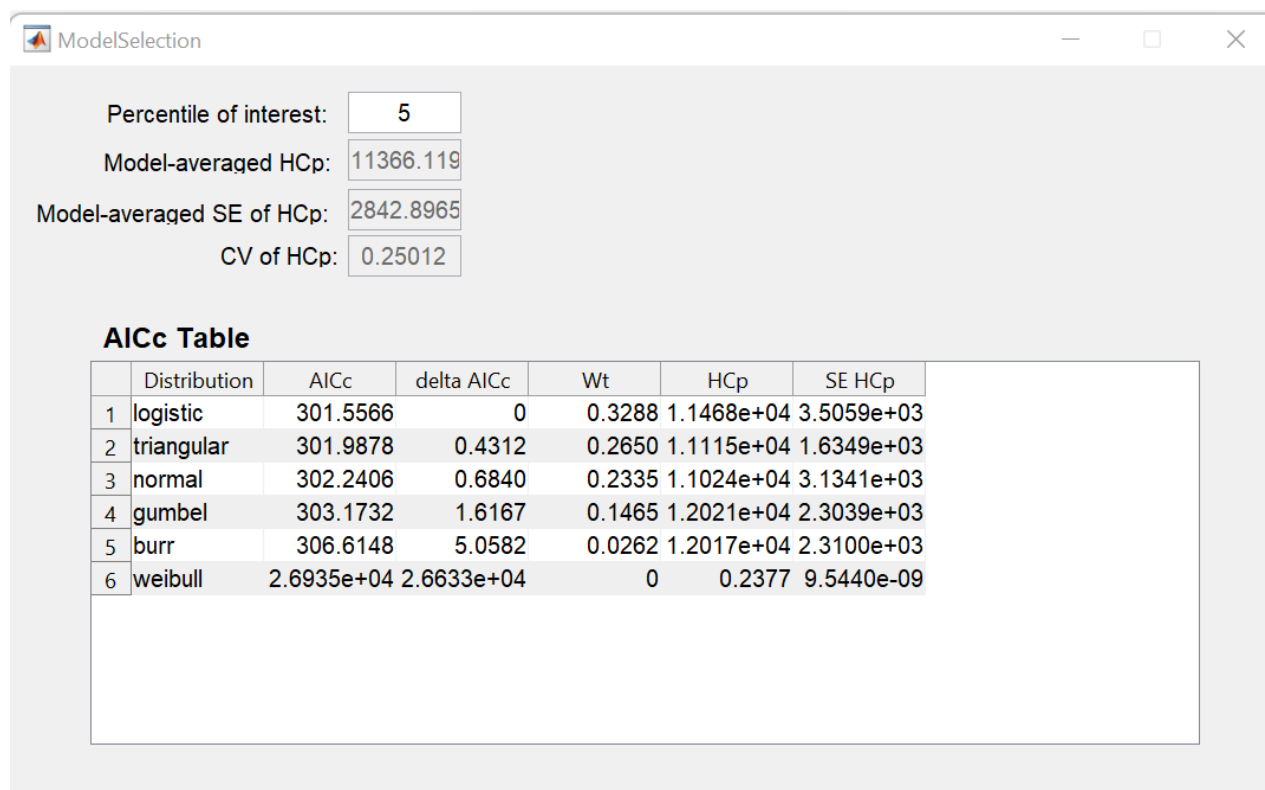 ModelSelection
Percentile of interest: 5
Model-averaged HCp: 11366.119
Model-averaged SE of HCp: 2842.8965
CV of HCp: 0.25012
AICc Table
Distribution AICc delta AICc Wt HCp SE HCp
1 logistic 301.5566 0 0.3288 1.1468e+04 3.5059e+03
2 triangular 301.9878 0.4312 0.2650 1.1115e+04 1.6349e+03
3 normal 302.2406 0.6840 0.2335 1.1024e+04 3.1341e+03
4 gumbel 303.1732 1.6167 0.1465 1.2021e+04 2.3039e+03
5 burr 306.6148 5.0582 0.0262 1.2017e+04 2.3100e+03
6 weibull 2.6935e+04 2.6633e+04 0 0.2377 9.5440e-09